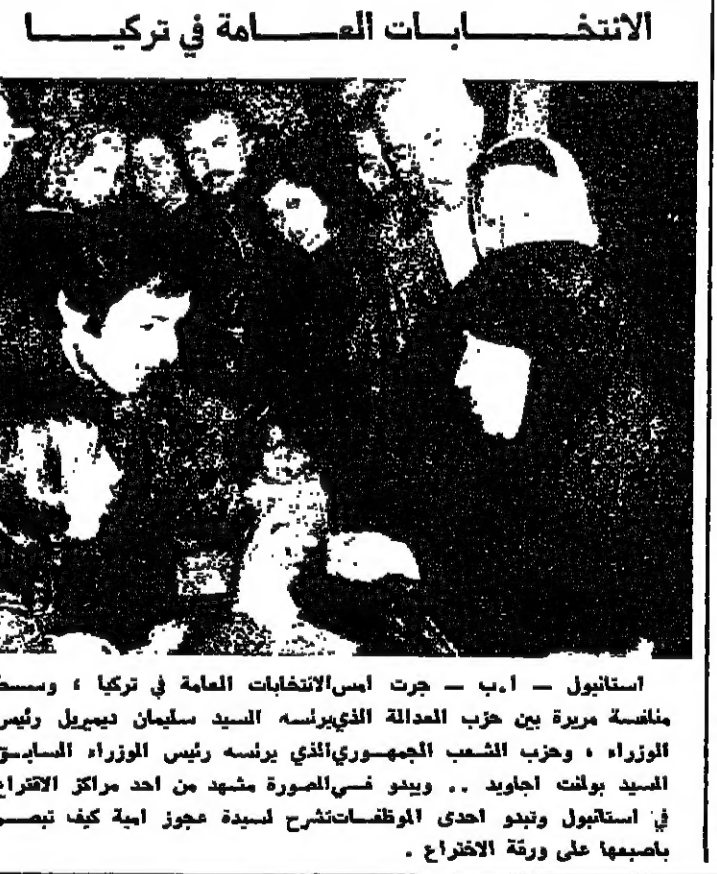 الانتخابات العامة في تركيا
استانبول — أ.ب — جرت امس الانتخابات العامة في تركيا ، وسط
منافسة مريرة بين حزب العدالة الذي يرئسه السيد سليمان ديميريل رئيس
الوزراء ، وحزب الشعب الجمهوري الذي يرئسه رئيس الوزراء السابق
السيد بولنت اجاويد .. ويبدو في الصورة مشهد من احد مراكز الاقتراع
في استانبول وتبدو احدى الموظفات تشرح لسيدة عجوز امية كيف تبصم
باصبعها على ورقة الاختراع .